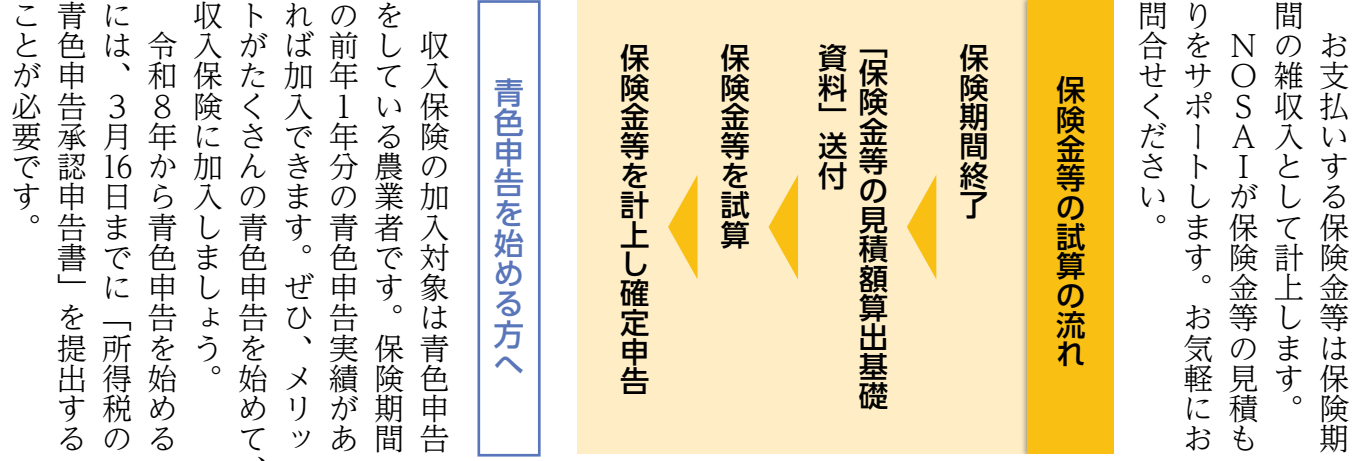 お支払いする保険金等は保険期
間の雑収入として計上します。
NOSAIが保険金等の見積も
りをサポートします。お気軽にお
問合せください。
保険金等の試算の流れ
保険期間終了
「保険金等の見積額算出基礎
資料」送付
保険金等を試算
保険金等を計上し確定申告
青色申告を始める方へ
収入保険の加入対象は青色申告
をしている農業者です。保険期間
の前年1年分の青色申告実績があ
れば加入できます。ぜひ、メリッ
トがたくさんの青色申告を始めて、
収入保険に加入しましょう。
令和8年から青色申告を始める
には、3月16日までに「所得税の
青色申告承認申告書」を提出する
ことが必要です。